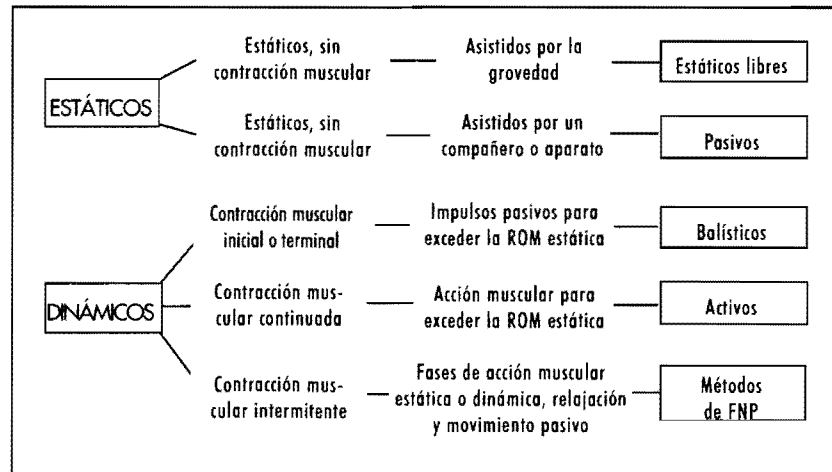 ESTÁTICOS
Estáticos, sin
contracción muscular
Asistidos por la
grovedad
Estáticos libres
Estáticos, sin
contracción muscular
Asistidos por un
compañero o aparato
Pasivos
DINÁMICOS
Contracción muscular
inicial o terminal
Impulsos pasivos para
exceder la ROM estática
Balísticos
Contracción mus-
cular continuada
Acción muscular para
exceder la ROM estática
Activos
Contracción mus-
cular intermitente
Fases de acción muscular
estática o dinámica, relajación
y movimiento pasivo
Métodos
de FNP